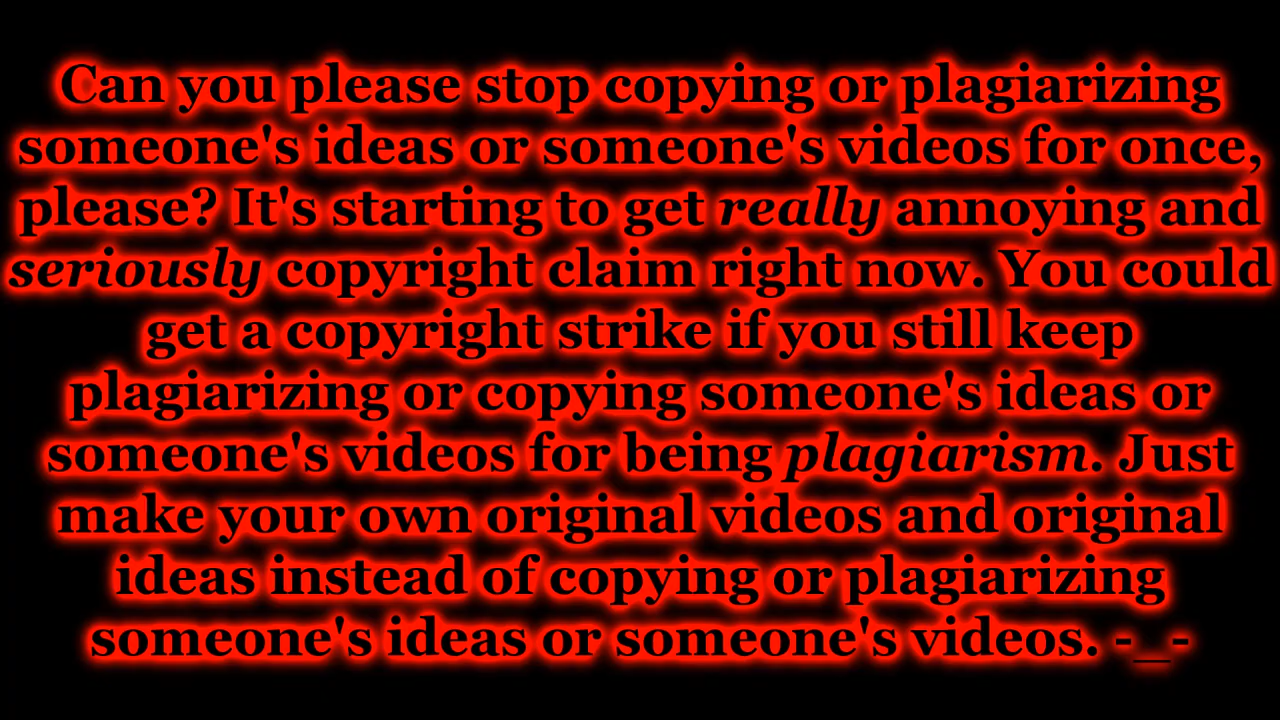 Can you please stop copying or plagiarizing
someone's ideas or someone's videos for once,
please? It's starting to get really annoying and
seriously copyright claim right now. You could
get a copyright strike if you still keep
plagiarizing or copying someone's ideas or
someone's videos for being plagiarism. Just
make your own original videos and original
ideas instead of copying or plagiarizing
someone's ideas or someone's videos. -_-